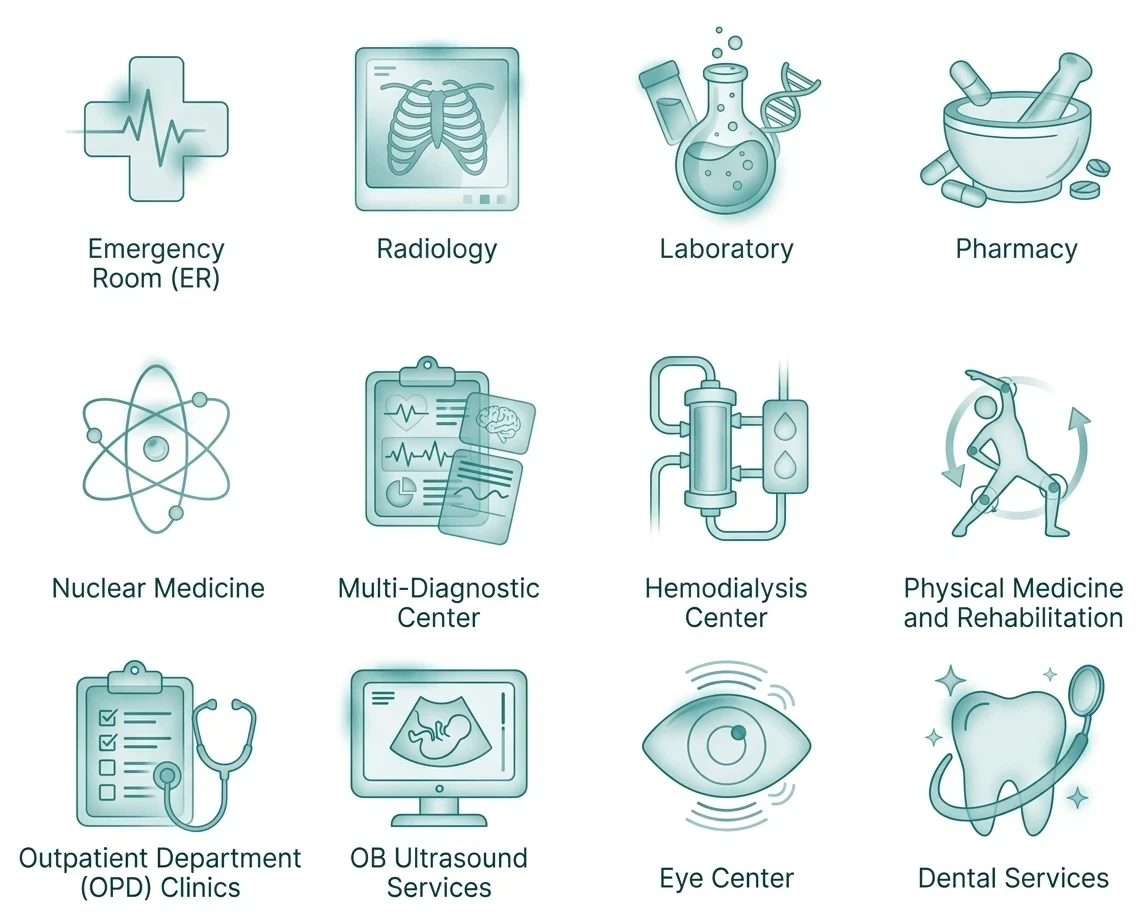 Emergency
Room (ER)
Radiology
Laboratory
Pharmacy
Nuclear Medicine
Multi-Diagnostic
Center
Hemodialysis
Center
Physical Medicine
and Rehabilitation
Outpatient Department
(OPD) Clinics
OB Ultrasound
Services
Eye Center
Dental Services